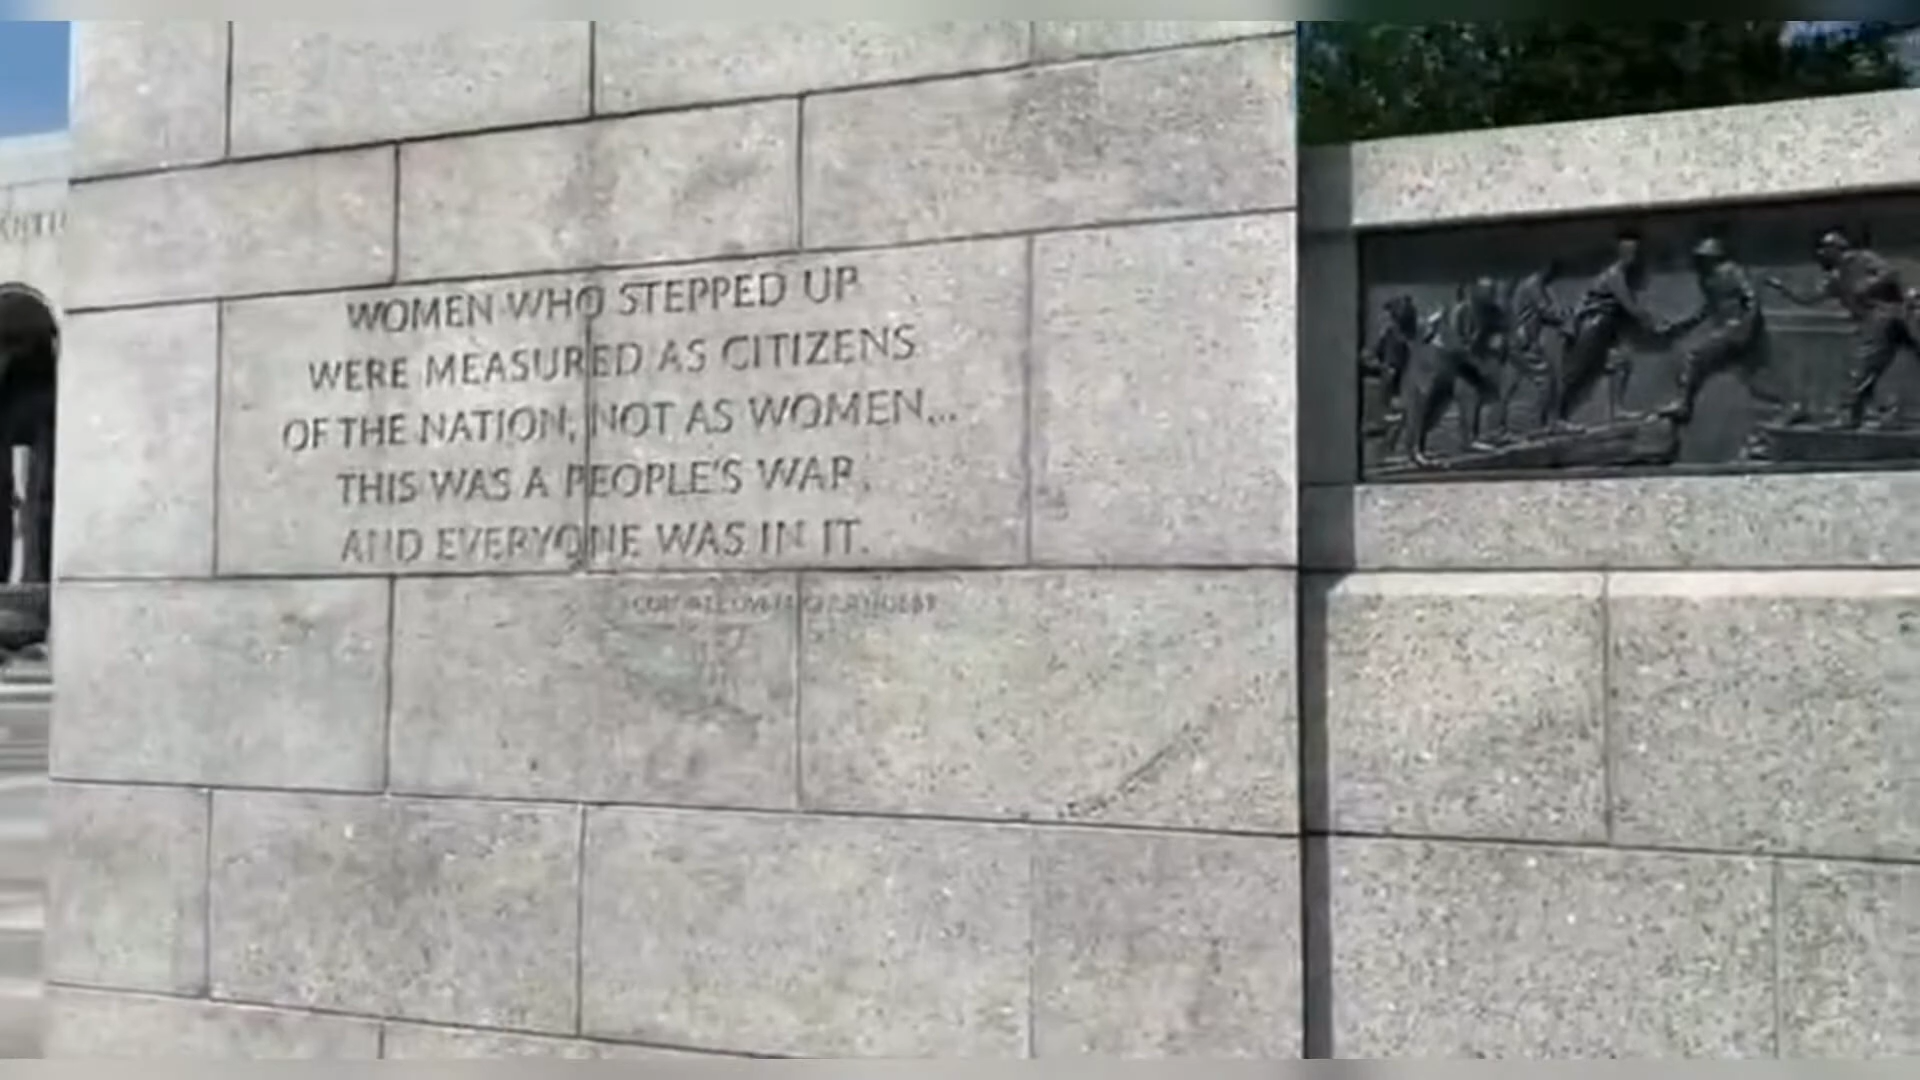 WOMEN WHO STEPPED UP
WERE MEASURED AS CITIZENS
OF THE NATION, NOT AS WOMEN...
THIS WAS A PEOPLE'S WAR,
AND EVERYONE WAS IN IT.